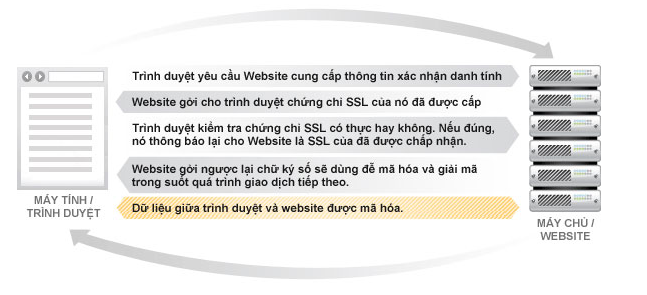 Trình duyệt yêu cầu Website cung cấp thông tin xác nhận danh tính
Website gởi cho trình duyệt chứng chỉ SSL của nó đã được cấp
Trình duyệt kiểm tra chứng chỉ SSL có thực hay không. Nếu đúng,
nó thông báo lại cho Website là SSL của đã được chấp nhận.
Website gởi ngược lại chữ ký số sẽ dùng để mã hóa và giải mã
trong suốt quá trình giao dịch tiếp theo.
Dữ liệu giữa trình duyệt và website được mã hóa.
MÁY TÍNH /
TRÌNH DUYỆT
MÁY CHỦ /
WEBSITE